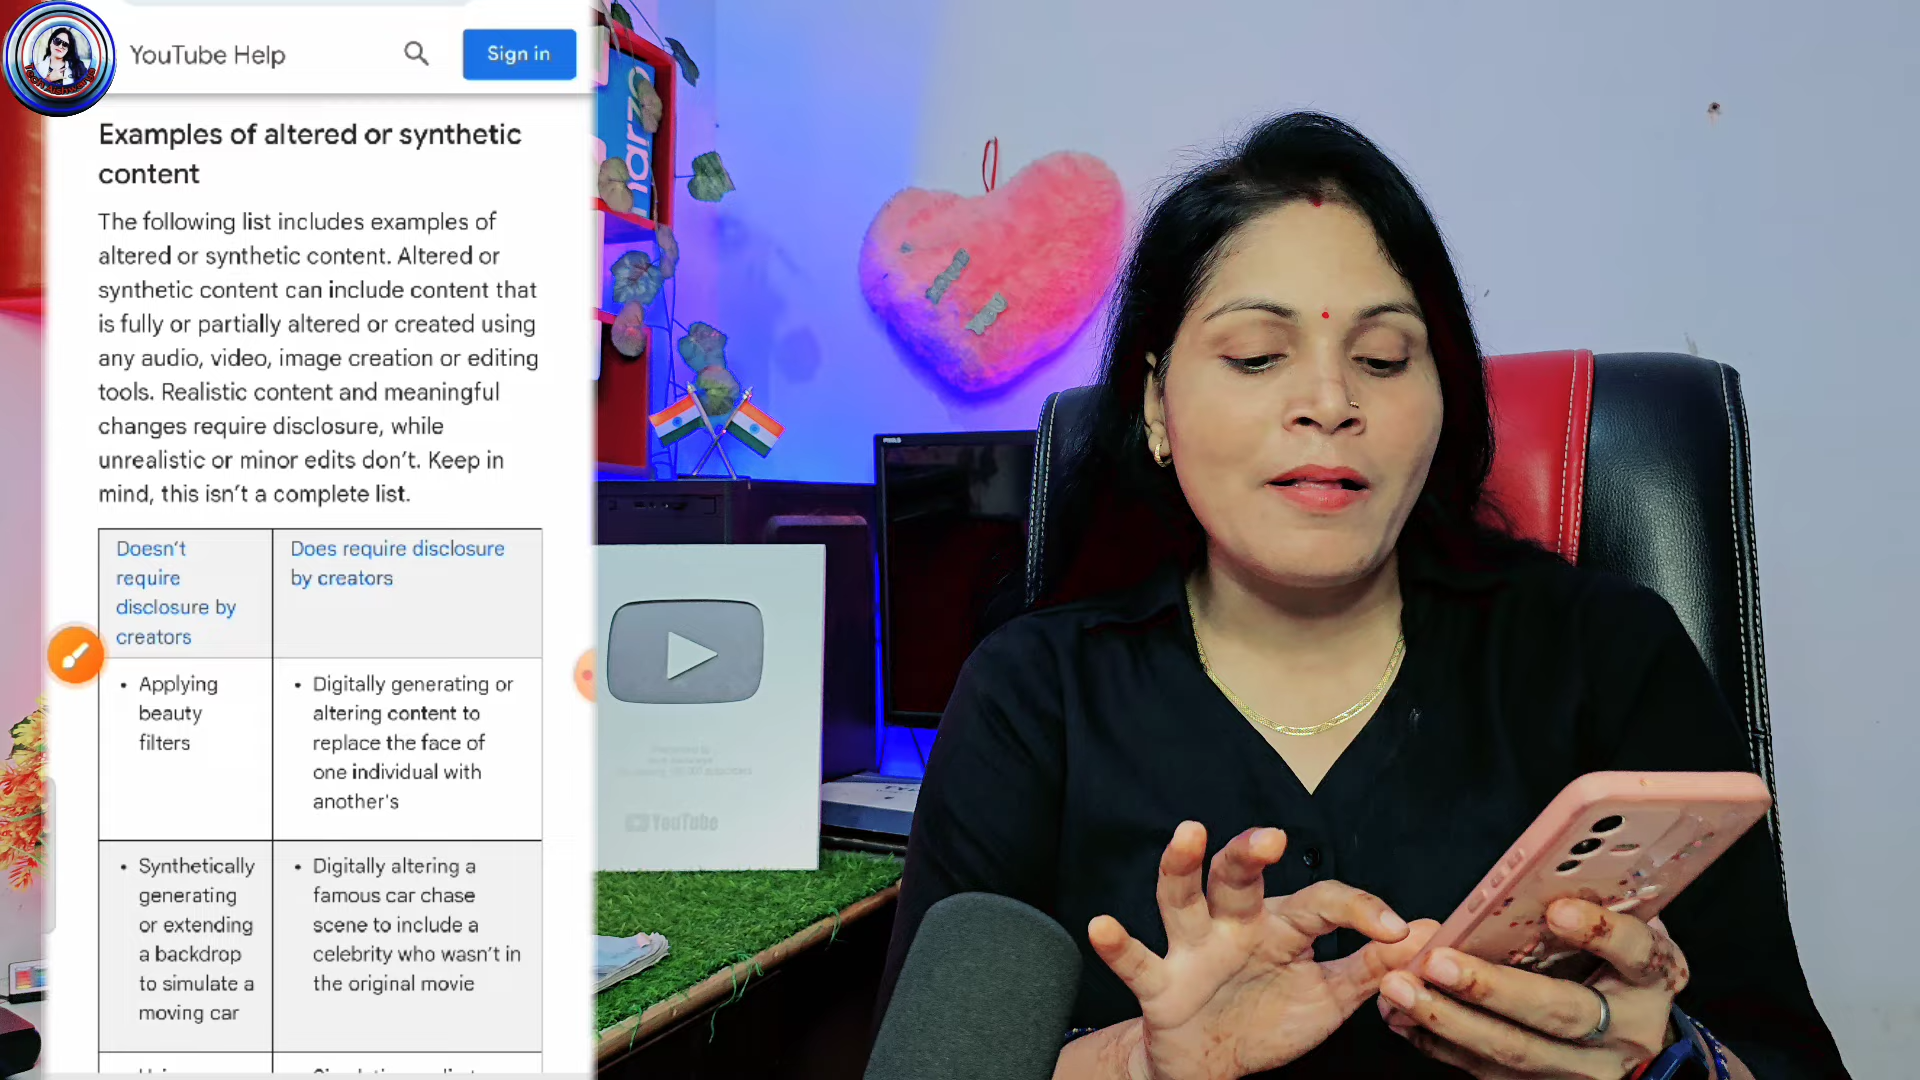 YouTube Help
Sign in
Examples of altered or synthetic
content
The following list includes examples of
altered or synthetic content. Altered or
synthetic content can include content that
is fully or partially altered or created using
any audio, video, image creation or editing
tools. Realistic content and meaningful
changes require disclosure, while
unrealistic or minor edits don't. Keep in
mind, this isn't a complete list.
Doesn't
require
disclosure by
creators
Does require disclosure
by creators
• Applying
beauty
filters
• Digitally generating or
altering content to
replace the face of
one individual with
another's
• Synthetically
generating
or extending
a backdrop
to simulate a
moving car
• Digitally altering a
famous car chase
scene to include a
celebrity who wasn't in
the original movie
narzo
YouTube